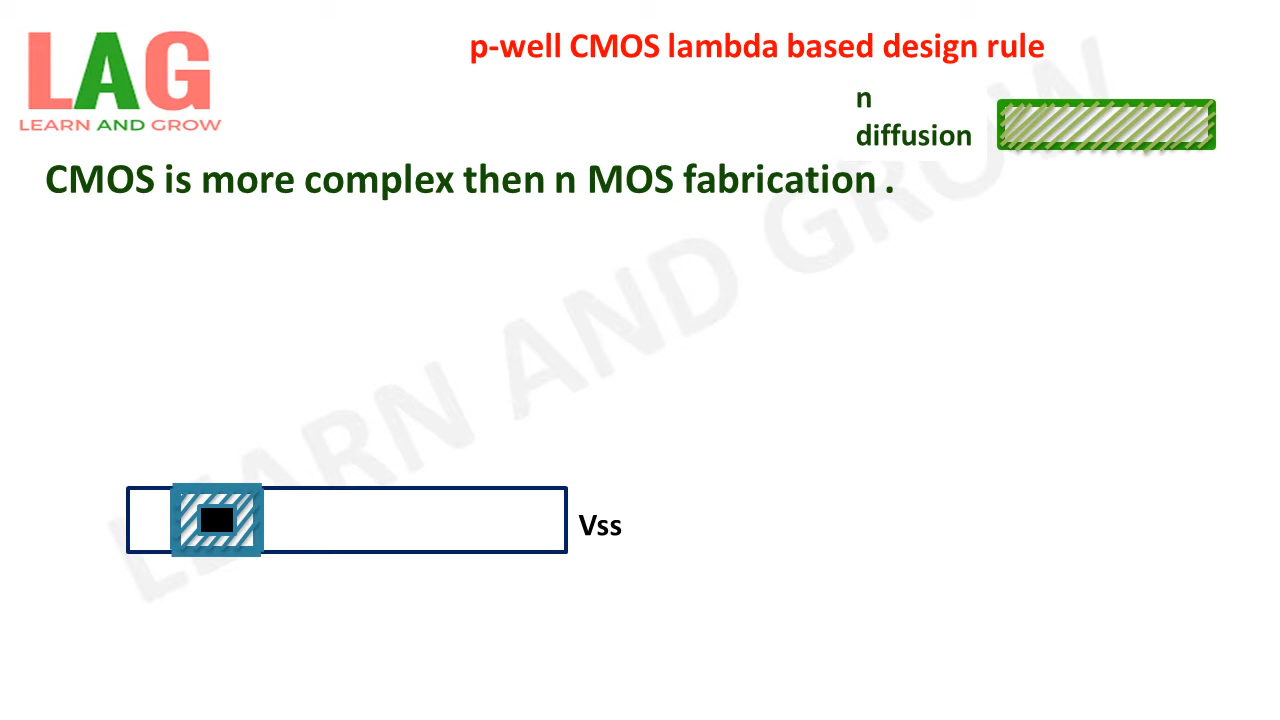 LAG
LEARN AND GROW
p-well CMOS lambda based design rule
n
diffusion
CMOS is more complex then n MOS fabrication .
LEARN AND GROW
Vss